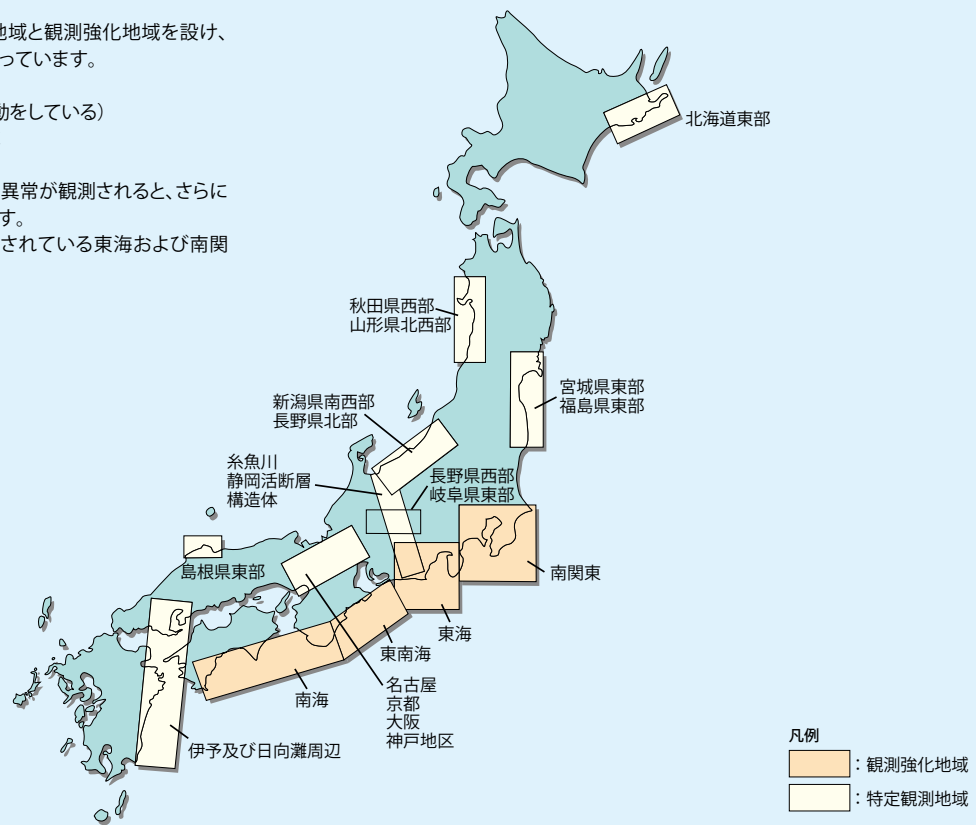 地域と観測強化地域を設け、
っています。
動をしている）
異常が観測されると、さらに
す。
されている東海および南関
北海道東部
秋田県西部
山形県北西部
宮城県東部
福島県東部
新潟県南西部
長野県北部
糸魚川
静岡活断層
構造体
長野県西部
岐阜県東部
島根県東部
南関東
東海
東南海
南海
名古屋
京都
大阪
神戸地区
伊予及び日向灘周辺
凡例
：観測強化地域
：特定観測地域